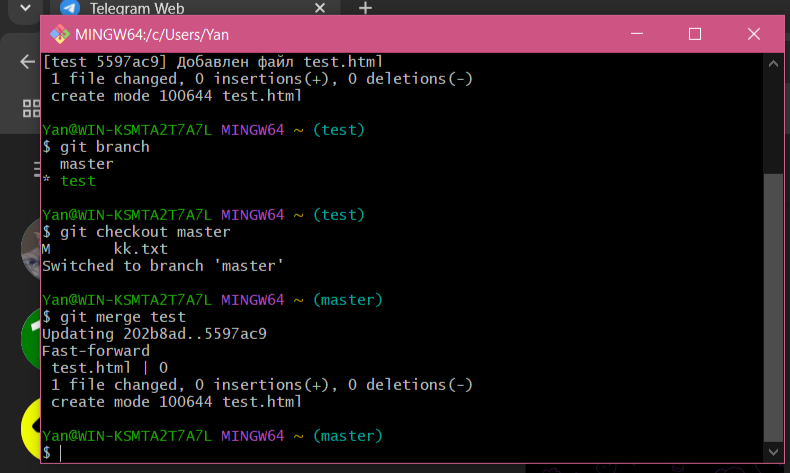 Telegram Web
MINGW64:/c/Users/Yan
[test 5597ac9] Добавлен файл test.html
 1 file changed, 0 insertions(+), 0 deletions(-)
 create mode 100644 test.html
Yan@WIN-KSMTA2T7A7L MINGW64 ~ (test)
$ git branch
  master
* test
Yan@WIN-KSMTA2T7A7L MINGW64 ~ (test)
$ git checkout master
M       kk.txt
Switched to branch 'master'
Yan@WIN-KSMTA2T7A7L MINGW64 ~ (master)
$ git merge test
Updating 202b8ad..5597ac9
Fast-forward
 test.html | 0
 1 file changed, 0 insertions(+), 0 deletions(-)
 create mode 100644 test.html
Yan@WIN-KSMTA2T7A7L MINGW64 ~ (master)
$